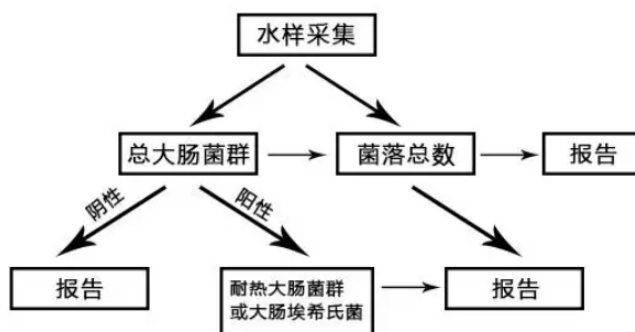 水样采集
总大肠菌群
菌落总数
报告
阴性
阳性
报告
耐热大肠菌群
或大肠埃希氏菌
报告